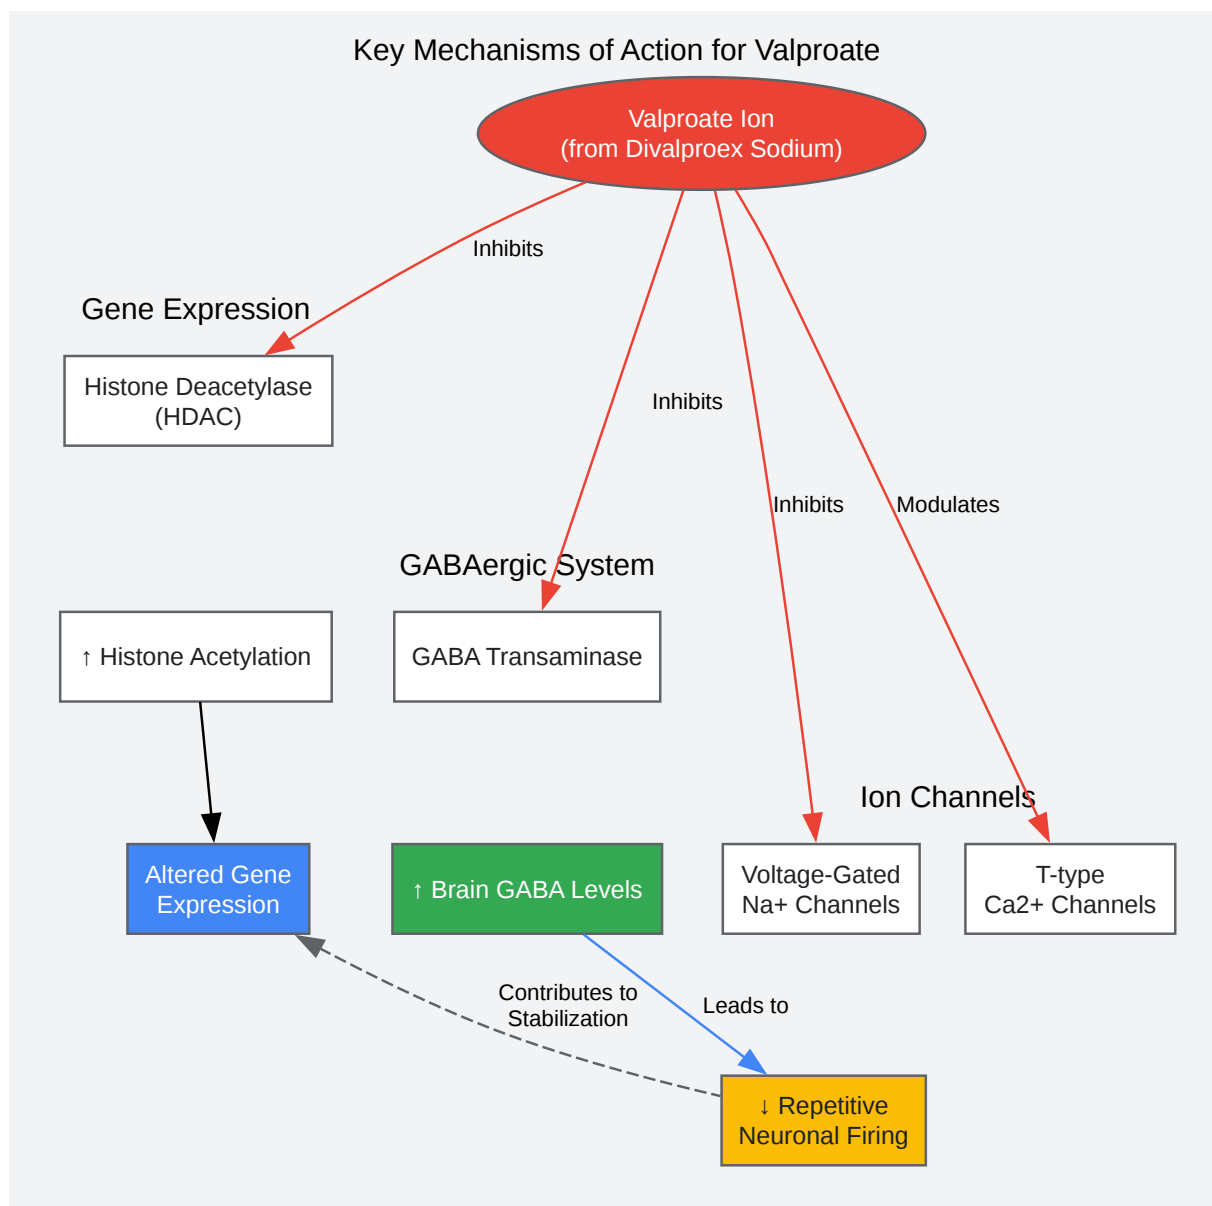 Key Mechanisms of Action for Valproate
Valproate Ion
(from Divalproex Sodium)
Inhibits
Gene Expression
Histone Deacetylase
(HDAC)
Inhibits
Inhibits
Modulates
GABAergic System
↑ Histone Acetylation
GABA Transaminase
Ion Channels
Altered Gene
Expression
↑ Brain GABA Levels
Voltage-Gated
Na+ Channels
T-type
Ca2+ Channels
Contributes to
Stabilization
Leads to
↓ Repetitive
Neuronal Firing